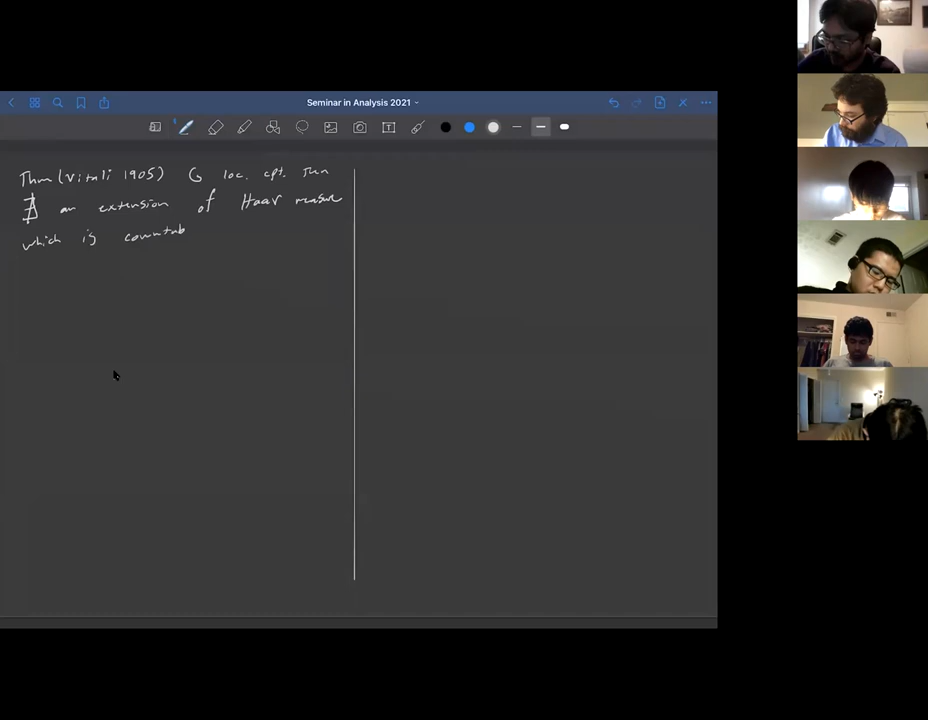 Seminar in Analysis 2021
Thm (Vitali 1905) G loc. cpt. Then
∄ an extension of Haar measure
which is countab